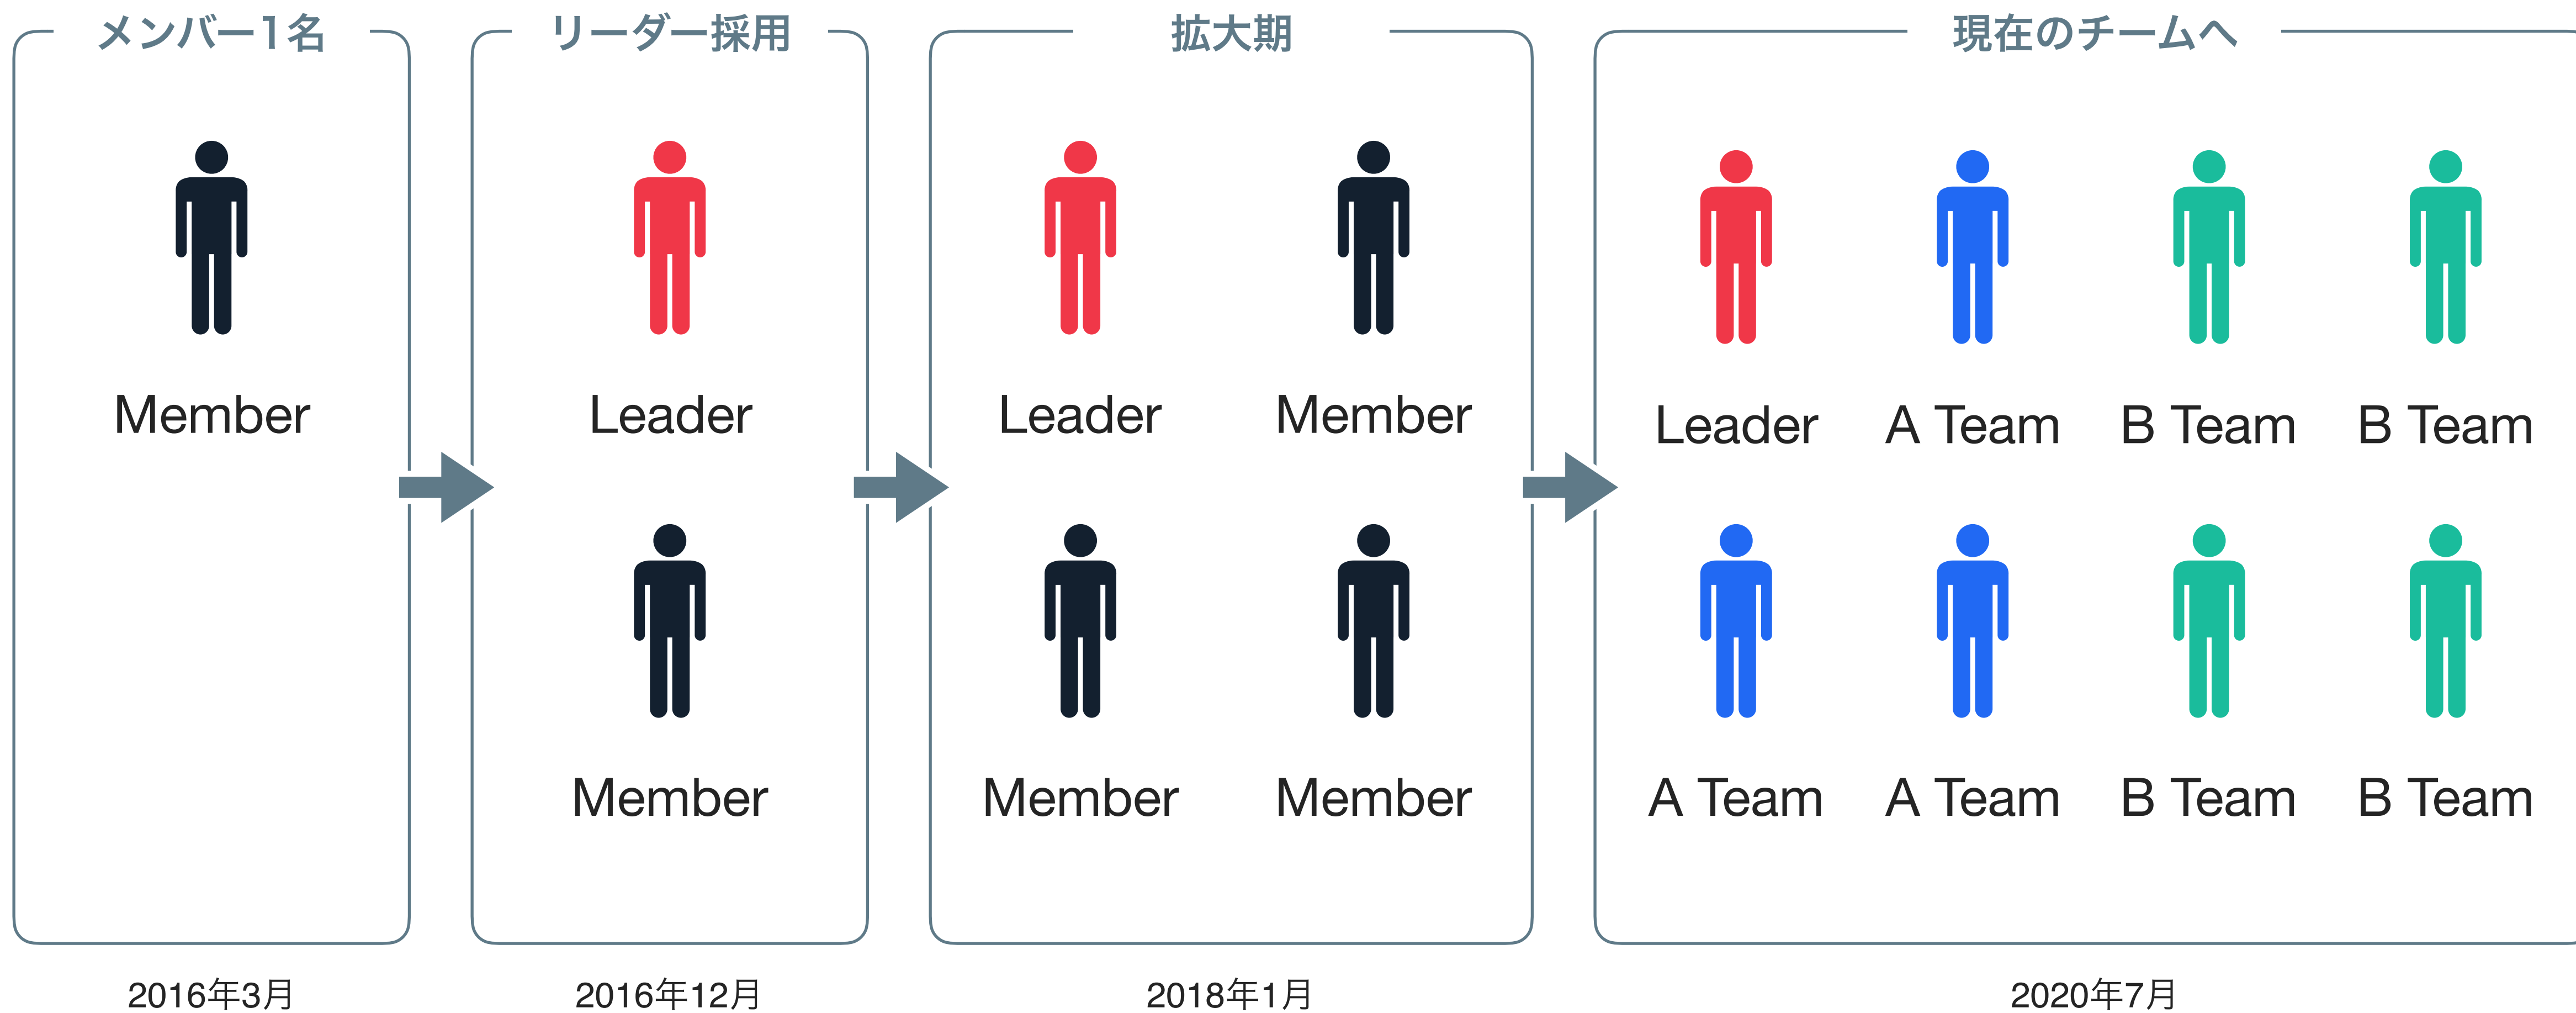 メンバー1名
Member
2016年3月
リーダー採用
Leader
Member
2016年12月
拡大期
Leader
Member
Member
Member
2018年1月
現在のチームへ
Leader
A Team
B Team
B Team
A Team
A Team
B Team
B Team
2020年7月